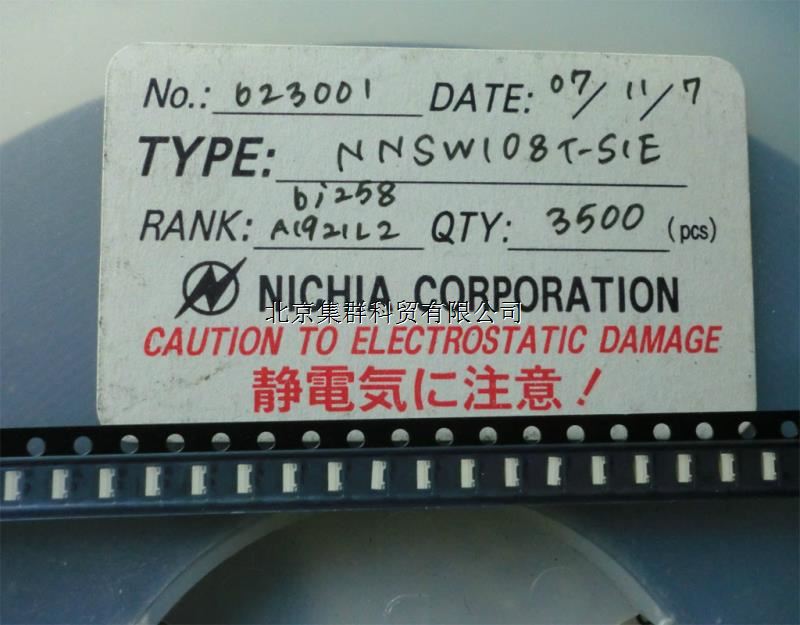 No.: 623001 DATE: 07/11/7
TYPE: NNSW108T-S1E
bi258
RANK: A1921L2 QTY: 3500 (pcs)
NICHIA CORPORATION
北京集群科贸有限公司
CAUTION TO ELECTROSTATIC DAMAGE
静電気に注意!